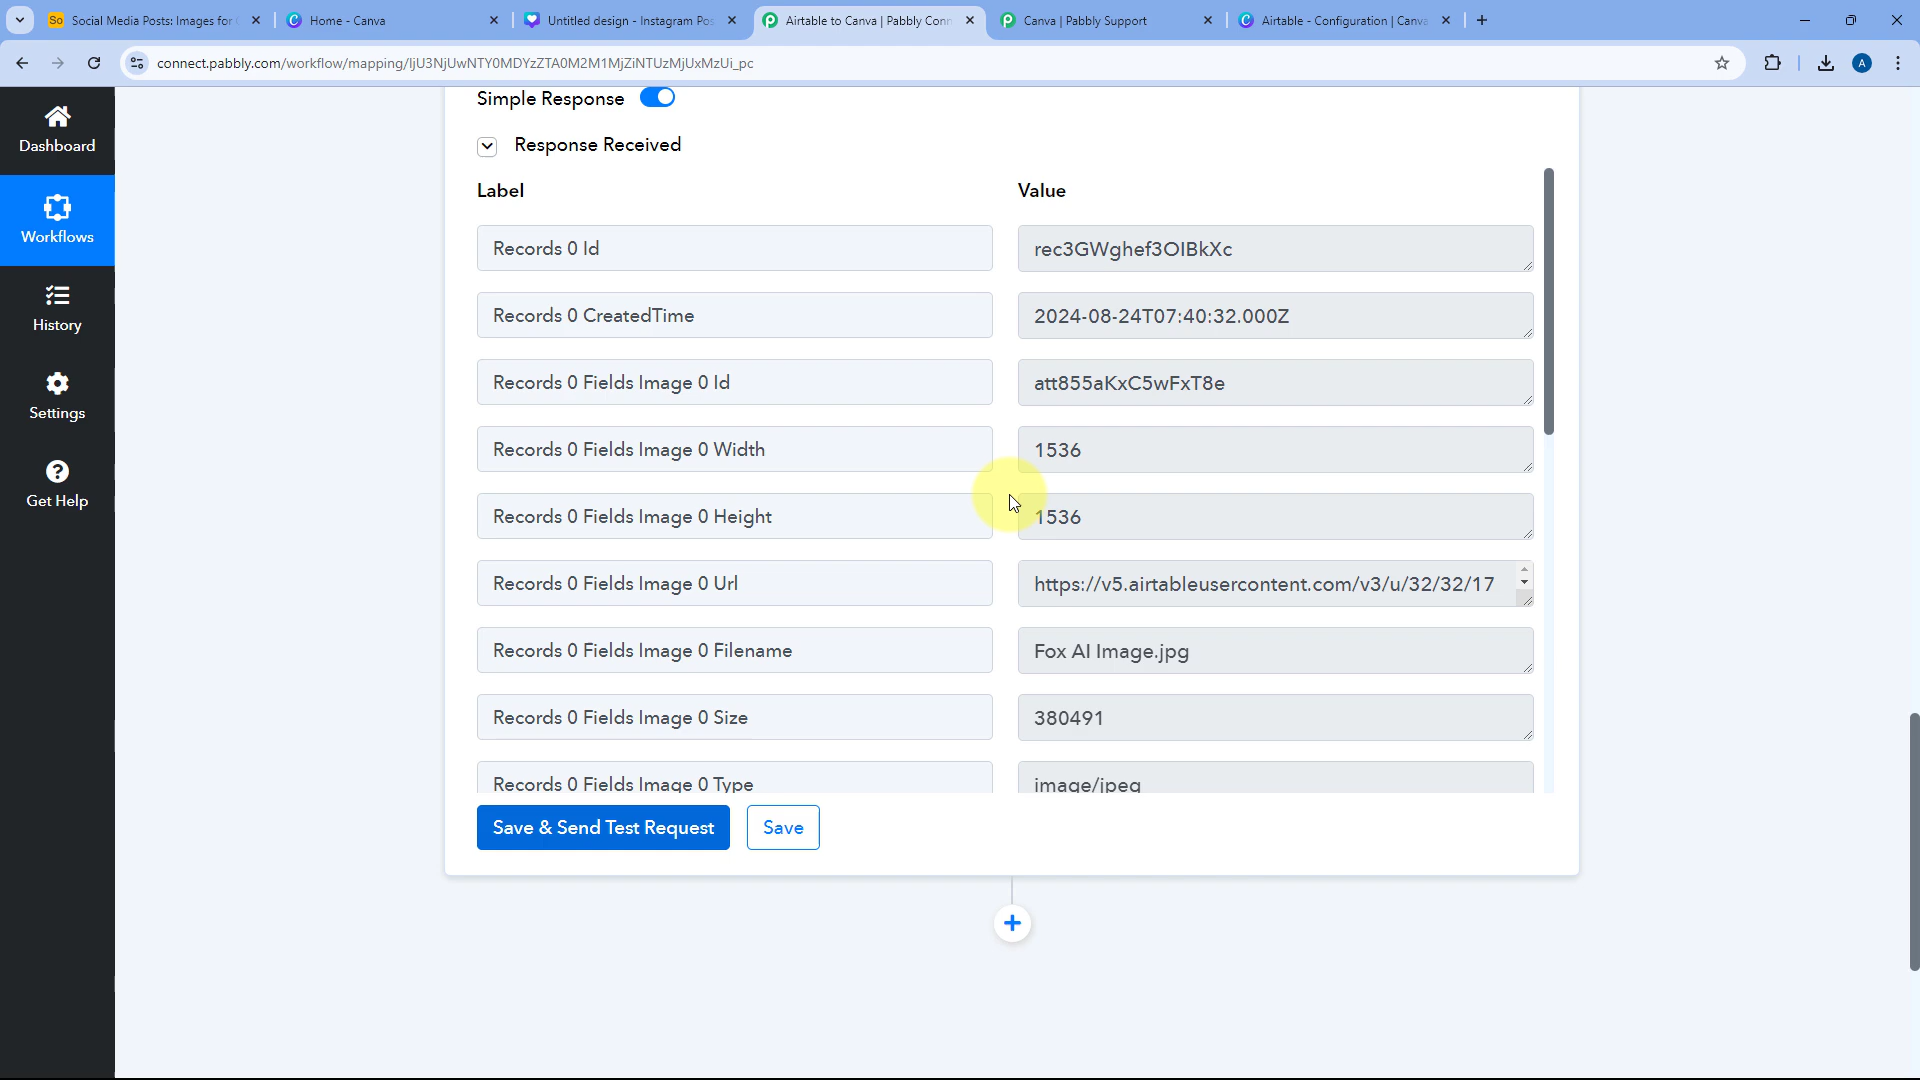 Social Media Posts: Images for
Home - Canva
Untitled design - Instagram Pos
Airtable to Canva | Pabbly Conn
Canva | Pabbly Support
Airtable - Configuration | Canva
connect.pabbly.com/workflow/mapping/IjU3NjUwNTY0MDYzZTA0M2M1MjZiNTUzMjUxMzUi_pc
A
Dashboard
Workflows
History
Settings
Get Help
Simple Response
Response Received
Label Value
Records 0 Id rec3GWghef3OIBkXc
Records 0 CreatedTime 2024-08-24T07:40:32.000Z
Records 0 Fields Image 0 Id att855aKxC5wFxT8e
Records 0 Fields Image 0 Width 1536
Records 0 Fields Image 0 Height 1536
Records 0 Fields Image 0 Url https://v5.airtableusercontent.com/v3/u/32/32/17
Records 0 Fields Image 0 Filename Fox AI Image.jpg
Records 0 Fields Image 0 Size 380491
Records 0 Fields Image 0 Type image/jpeg
Save & Send Test Request Save